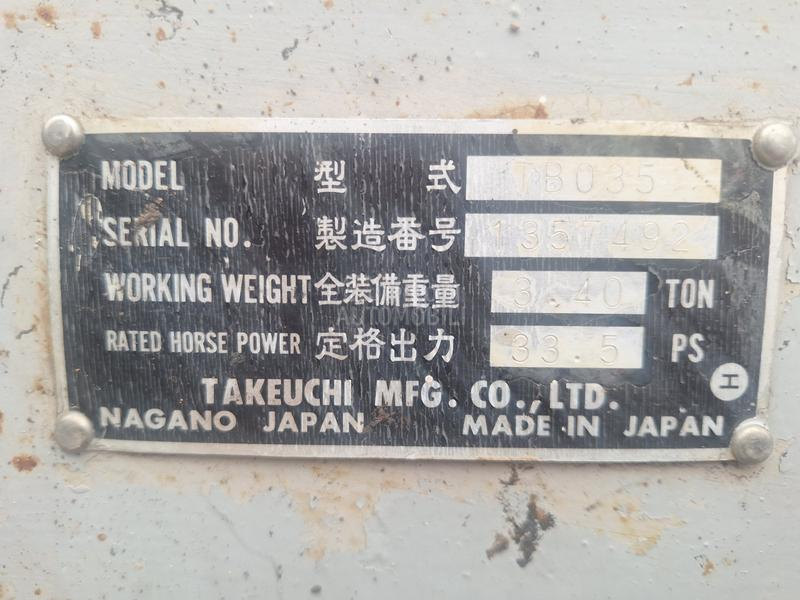 MODEL 型 式 TB035
SERIAL NO. 製造番号 1357492
WORKING WEIGHT 全装備重量 3.40 TON
RATED HORSE POWER 定格出力 33.5 PS
H
TAKEUCHI MFG. CO., LTD.
NAGANO JAPAN MADE IN JAPAN